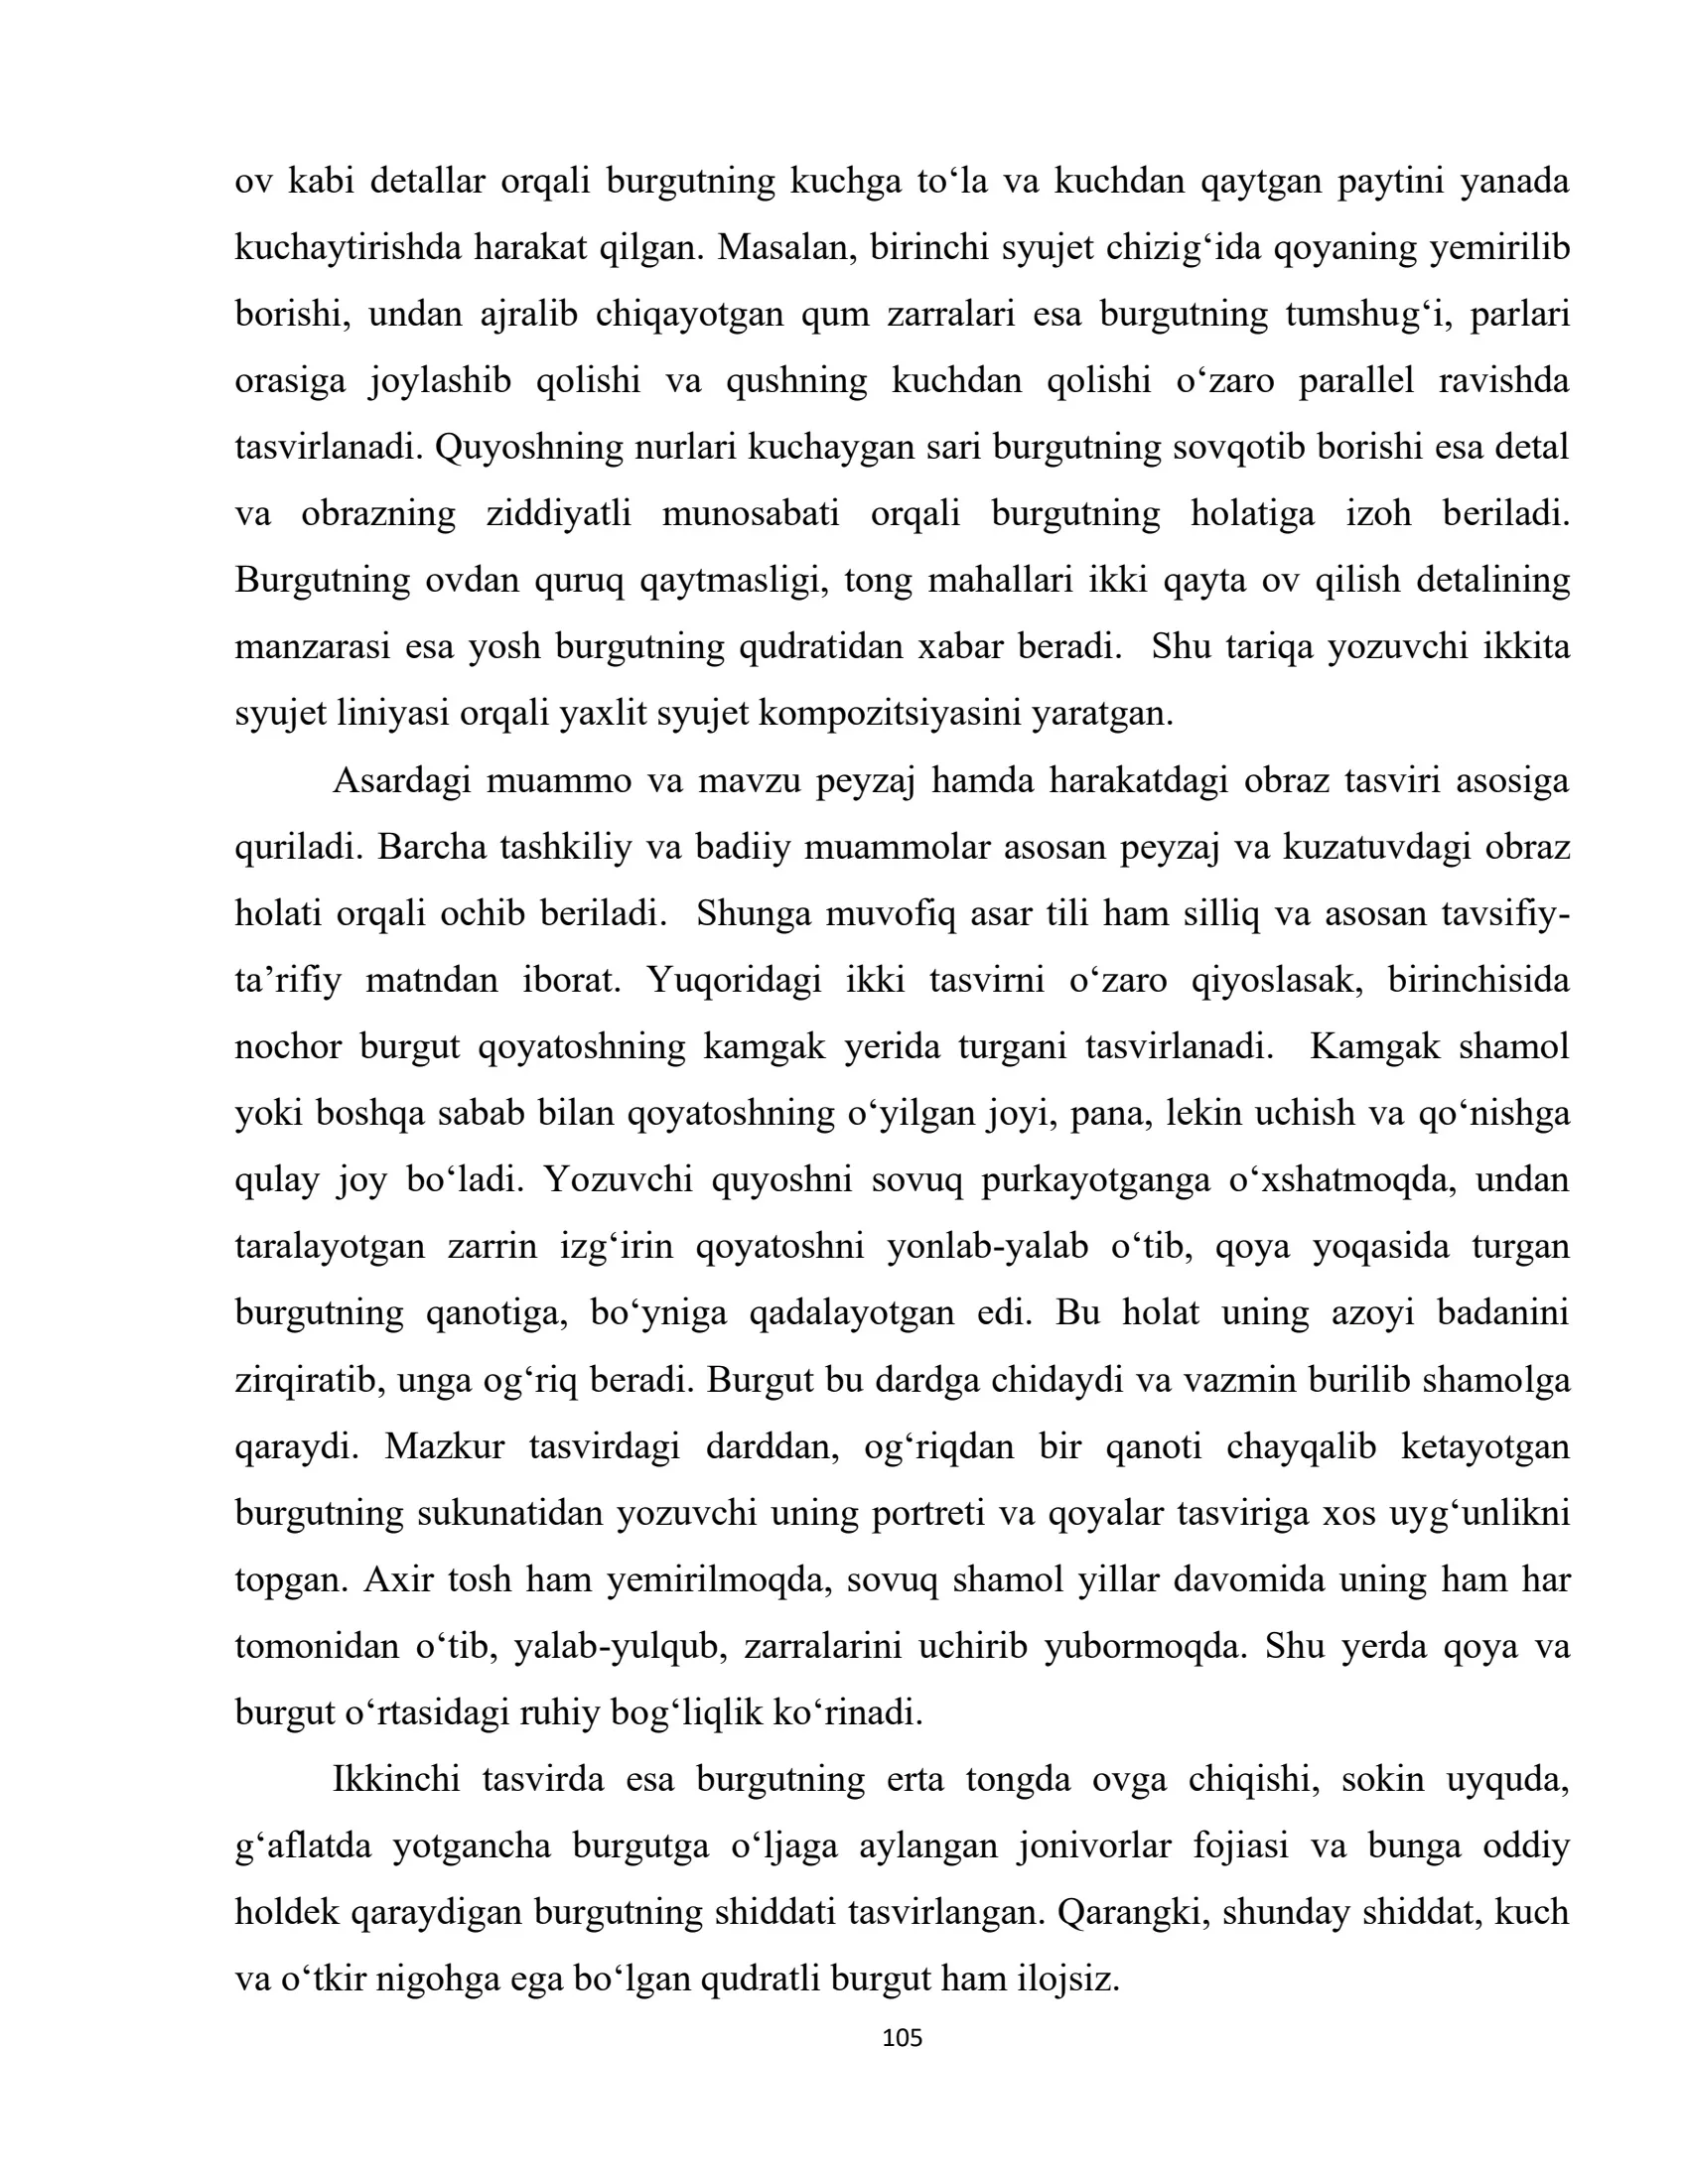 ov kabi detallar orqali burgutning kuchga to‘la va kuchdan qaytgan paytini yanada
kuchaytirishda harakat qilgan. Masalan, birinchi syujet chizig‘ida qoyaning yemirilib
borishi, undan ajralib chiqayotgan qum zarralari esa burgutning tumshug‘i, parlari
orasiga joylashib qolishi va qushning kuchdan qolishi o‘zaro parallel ravishda
tasvirlanadi. Quyoshning nurlari kuchaygan sari burgutning sovqotib borishi esa detal
va obrazning ziddiyatli munosabati orqali burgutning holatiga izoh beriladi.
Burgutning ovdan quruq qaytmasligi, tong mahallari ikki qayta ov qilish detalining
manzarasi esa yosh burgutning qudratidan xabar beradi.  Shu tariqa yozuvchi ikkita
syujet liniyasi orqali yaxlit syujet kompozitsiyasini yaratgan.
Asardagi muammo va mavzu peyzaj hamda harakatdagi obraz tasviri asosiga
quriladi. Barcha tashkiliy va badiiy muammolar asosan peyzaj va kuzatuvdagi obraz
holati orqali ochib beriladi.  Shunga muvofiq asar tili ham silliq va asosan tavsifiy-
ta’rifiy matndan iborat. Yuqoridagi ikki tasvirni o‘zaro qiyoslasak, birinchisida
nochor burgut qoyatoshning kamgak yerida turgani tasvirlanadi.  Kamgak shamol
yoki boshqa sabab bilan qoyatoshning o‘yilgan joyi, pana, lekin uchish va qo‘nishga
qulay joy bo‘ladi. Yozuvchi quyoshni sovuq purkayotganga o‘xshatmoqda, undan
taralayotgan zarrin izg‘irin qoyatoshni yonlab-yalab o‘tib, qoya yoqasida turgan
burgutning qanotiga, bo‘yniga qadalayotgan edi. Bu holat uning azoyi badanini
zirqiratib, unga og‘riq beradi. Burgut bu dardga chidaydi va vazmin burilib shamolga
qaraydi. Mazkur tasvirdagi darddan, og‘riqdan bir qanoti chayqalib ketayotgan
burgutning sukunatidan yozuvchi uning portreti va qoyalar tasviriga xos uyg‘unlikni
topgan. Axir tosh ham yemirilmoqda, sovuq shamol yillar davomida uning ham har
tomonidan o‘tib, yalab-yulqub, zarralarini uchirib yubormoqda. Shu yerda qoya va
burgut o‘rtasidagi ruhiy bog‘liqlik ko‘rinadi.
Ikkinchi tasvirda esa burgutning erta tongda ovga chiqishi, sokin uyquda,
g‘aflatda yotgancha burgutga o‘ljaga aylangan jonivorlar fojiasi va bunga oddiy
holdek qaraydigan burgutning shiddati tasvirlangan. Qarangki, shunday shiddat, kuch
va o‘tkir nigohga ega bo‘lgan qudratli burgut ham ilojsiz.
105